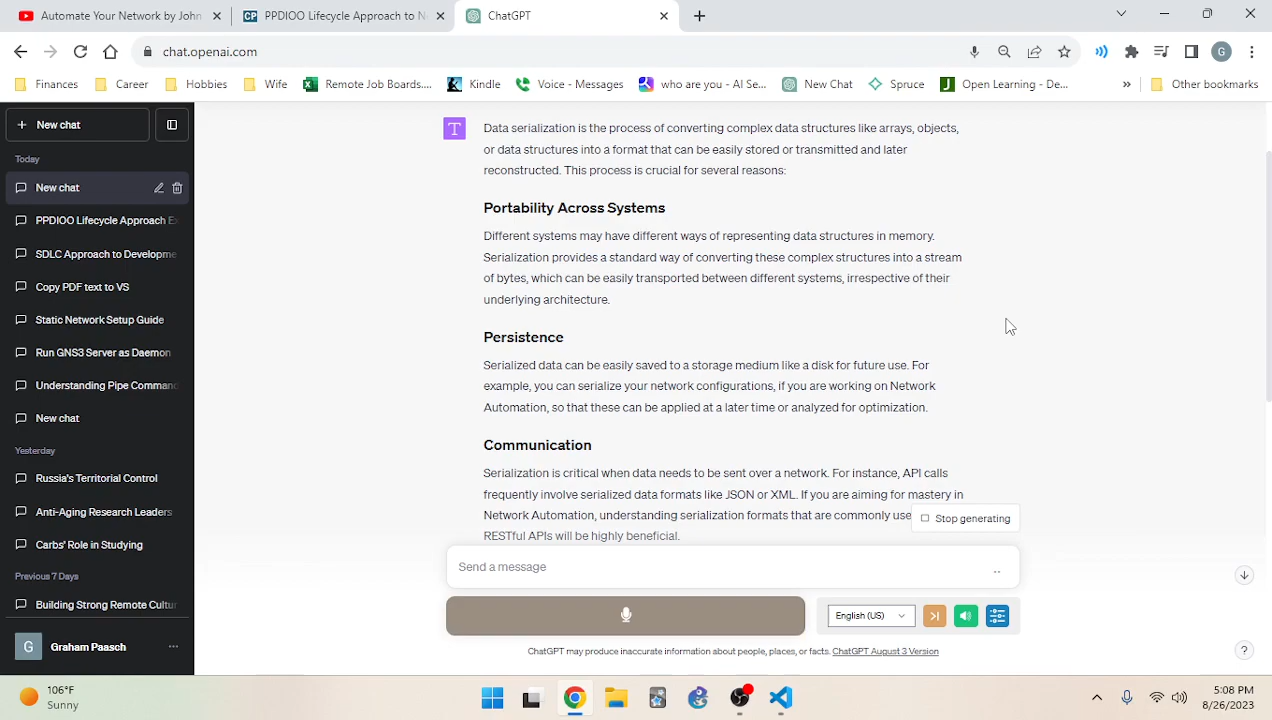 Automate Your Network by John
PPDIOO Lifecycle Approach to N
ChatGPT
chat.openai.com
G
Finances
Career
Hobbies
Wife
Remote Job Boards....
Kindle
Voice - Messages
who are you - AI Se...
New Chat
Spruce
Open Learning - De...
»
Other bookmarks
New chat
Today
New chat
PPDIOO Lifecycle Approach Ex
SDLC Approach to Developme
Copy PDF text to VS
Static Network Setup Guide
Run GNS3 Server as Daemon
Understanding Pipe Command
New chat
Yesterday
Russia's Territorial Control
Anti-Aging Research Leaders
Carbs' Role in Studying
Previous 7 Days
Building Strong Remote Cultur
G
Graham Paasch
T
Data serialization is the process of converting complex data structures like arrays, objects,
or data structures into a format that can be easily stored or transmitted and later
reconstructed. This process is crucial for several reasons:
Portability Across Systems
Different systems may have different ways of representing data structures in memory.
Serialization provides a standard way of converting these complex structures into a stream
of bytes, which can be easily transported between different systems, irrespective of their
underlying architecture.
Persistence
Serialized data can be easily saved to a storage medium like a disk for future use. For
example, you can serialize your network configurations, if you are working on Network
Automation, so that these can be applied at a later time or analyzed for optimization.
Communication
Serialization is critical when data needs to be sent over a network. For instance, API calls
frequently involve serialized data formats like JSON or XML. If you are aiming for mastery in
Network Automation, understanding serialization formats that are commonly use
RESTful APIs will be highly beneficial.
Stop generating
Send a message
English (US)
ChatGPT may produce inaccurate information about people, places, or facts. ChatGPT August 3 Version
?
106°F
Sunny
5:08 PM
8/26/2023